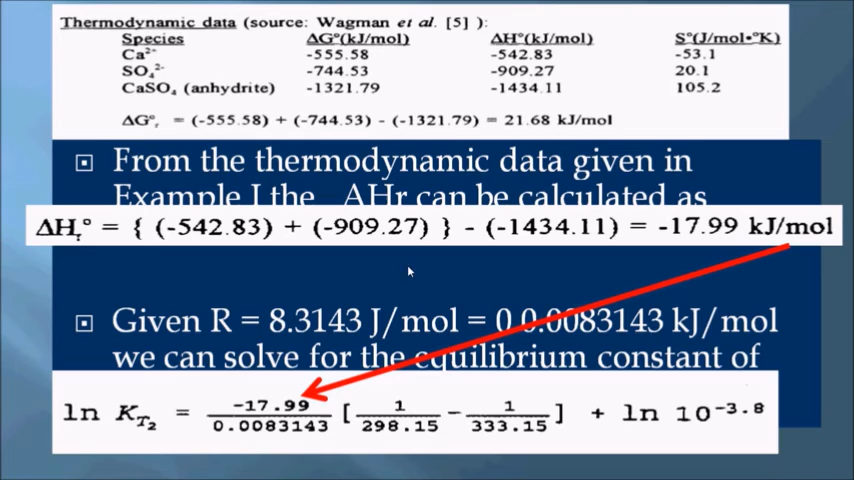 Thermodynamic data (source: Wagman et al. [5] ):
Species ΔG°(kJ/mol) ΔH°(kJ/mol) S°(J/mol•°K)
Ca²⁺ -555.58 -542.83 -53.1
SO₄²⁻ -744.53 -909.27 20.1
CaSO₄ (anhydrite) -1321.79 -1434.11 105.2
ΔG°ᵣ = (-555.58) + (-744.53) - (-1321.79) = 21.68 kJ/mol
From the thermodynamic data given in
Example I the ΔHr can be calculated as
ΔHᵣ° = { (-542.83) + (-909.27) } - (-1434.11) = -17.99 kJ/mol
Given R = 8.3143 J/mol = 0 0.0083143 kJ/mol
we can solve for the equilibrium constant of
ln K_T₂ = -17.99/0.0083143 [ 1/298.15 - 1/333.15 ] + ln 10⁻³·⁸